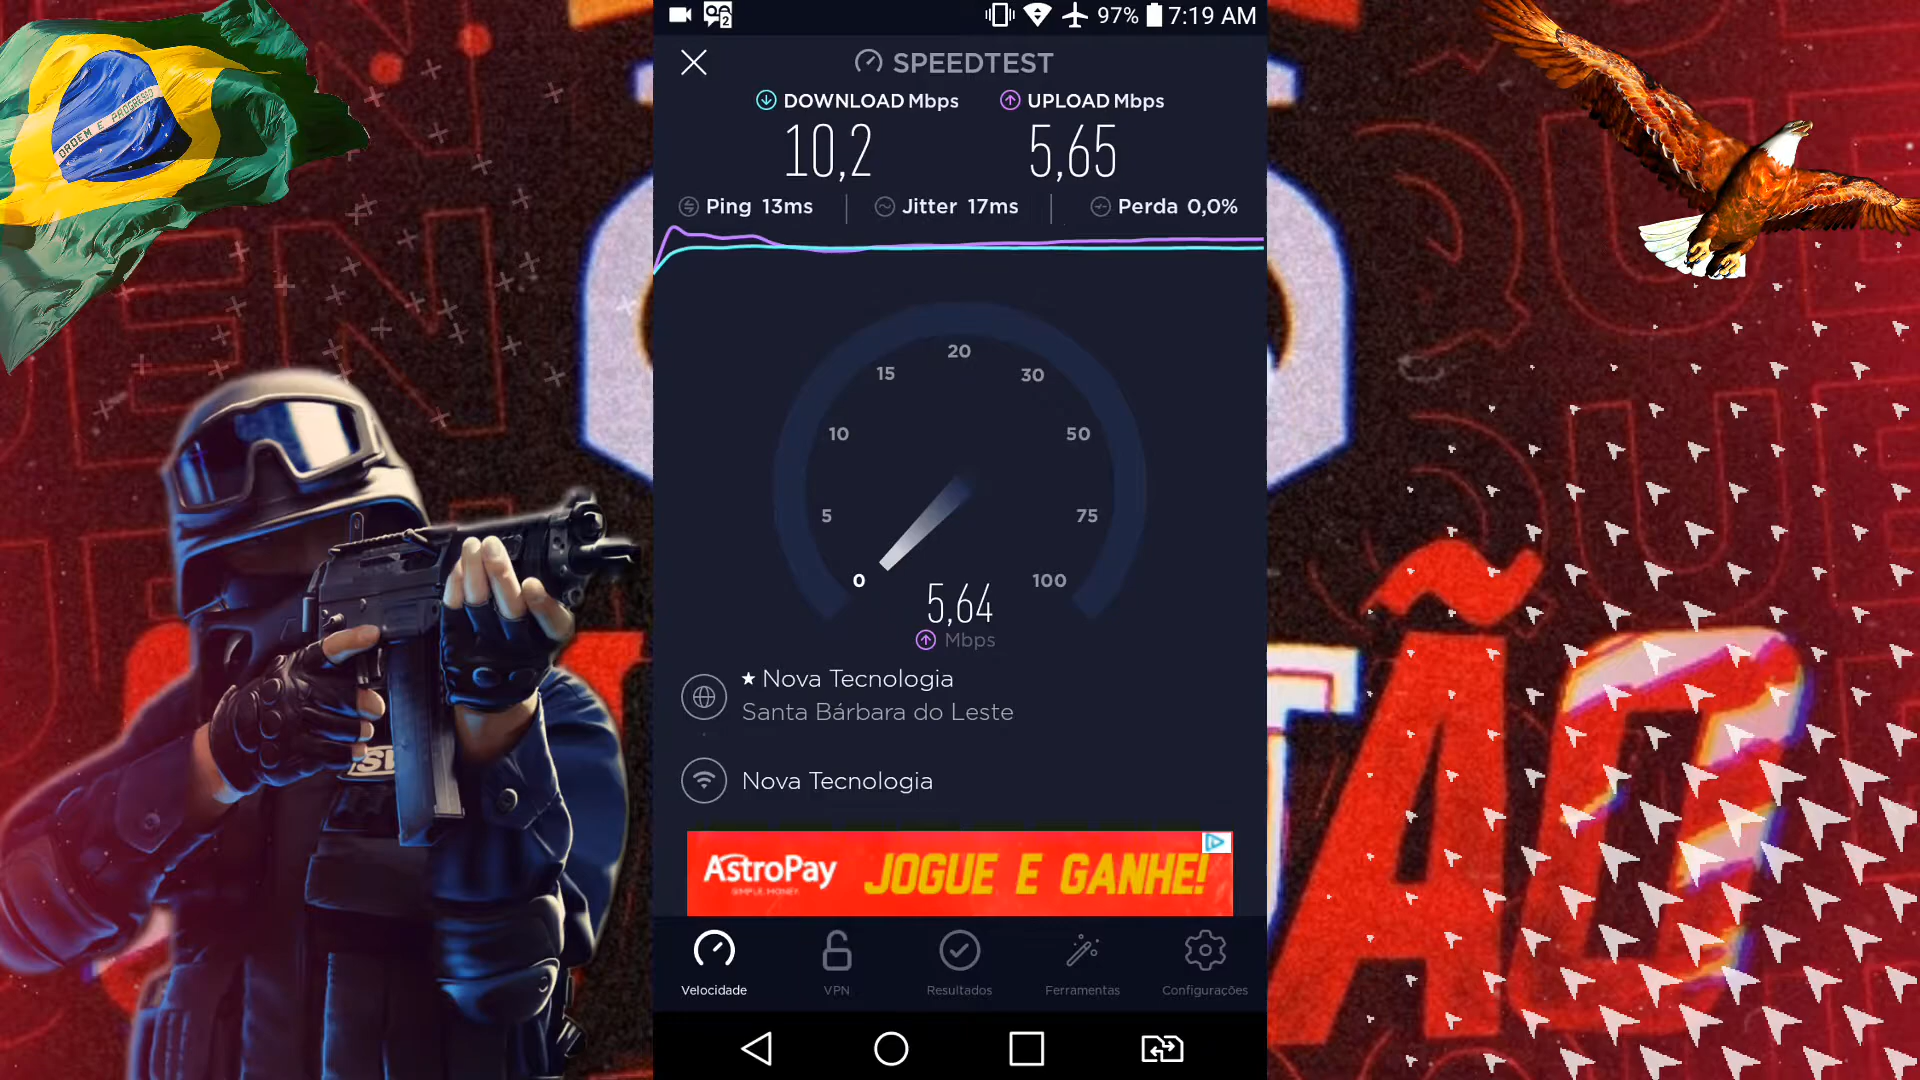 97% 7:19 AM
SPEEDTEST
DOWNLOAD Mbps
UPLOAD Mbps
10,2
5,65
Ping 13ms
Jitter 17ms
Perda 0,0%
20
15
30
10
50
5
75
0
100
5,64
Mbps
Nova Tecnologia
Santa Bárbara do Leste
Nova Tecnologia
AstroPay
SIMPLE. MONEY.
JOGUE E GANHE!
Velocidade
VPN
Resultados
Ferramentas
Configurações
ORDEM E PROGRESSO